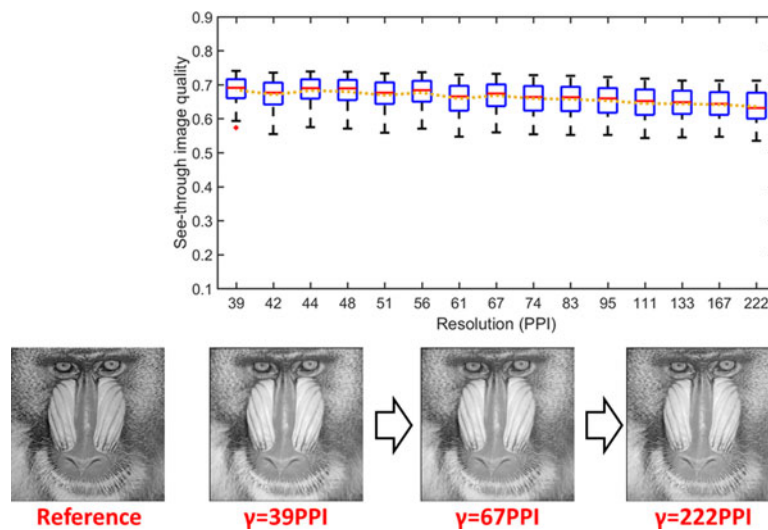 0.9
0.8
0.7
0.6
0.5
0.4
0.3
0.2
0.1
See-through image quality
39 42 44 48 51 56 61 67 74 83 95 111 133 167 222
Resolution (PPI)
Reference γ=39PPI γ=67PPI γ=222PPI